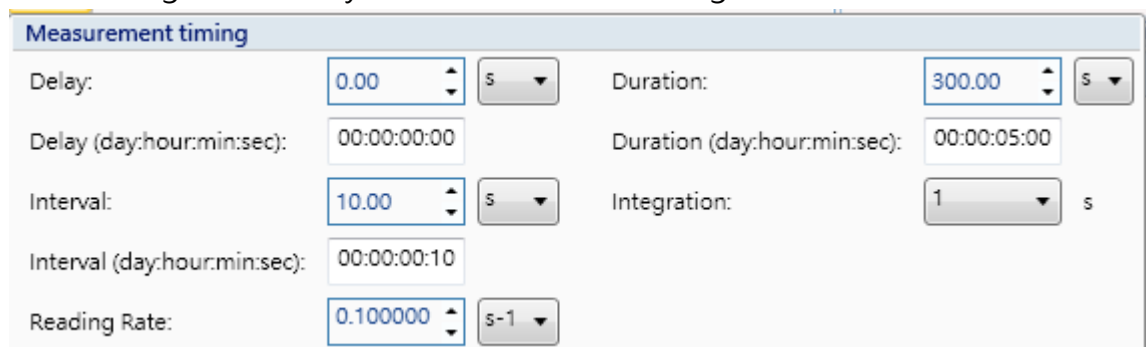 Measurement timing
Delay: 0.00 s Duration: 300.00 s
Delay (day:hour:min:sec): 00:00:00:00 Duration (day:hour:min:sec): 00:00:05:00
Interval: 10.00 s Integration: 1 s
Interval (day:hour:min:sec): 00:00:00:10
Reading Rate: 0.100000 s-1